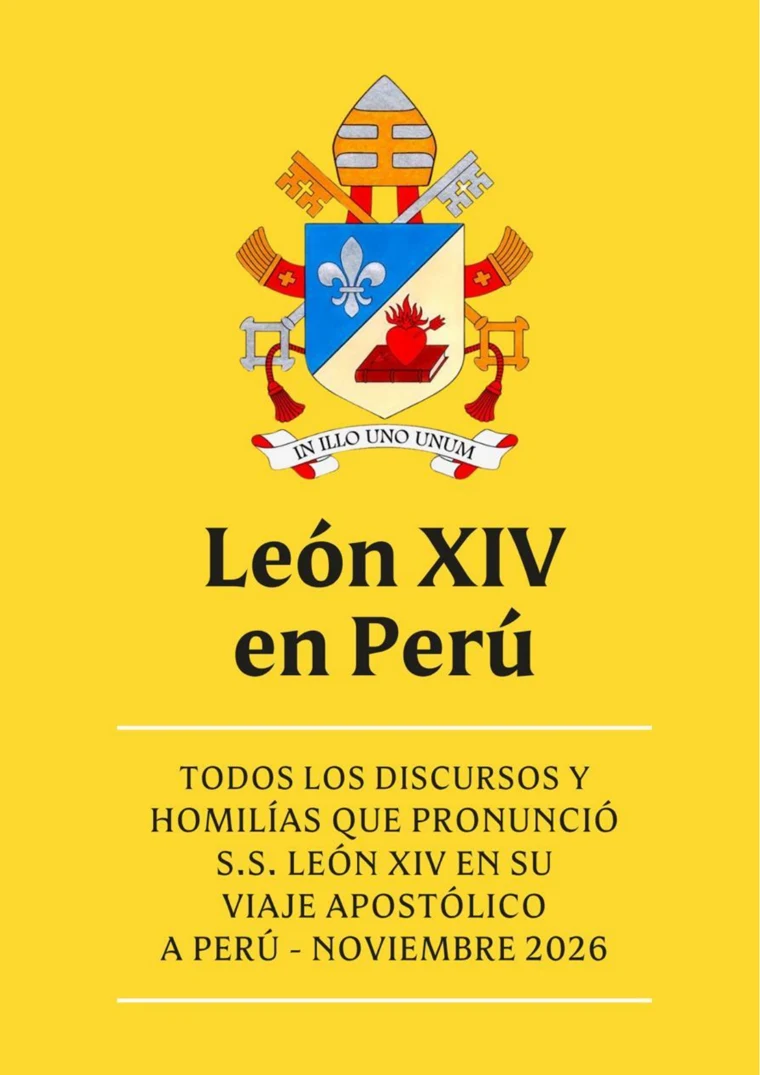 IN ILLO UNO UNUM
León XIV
en Perú
TODOS LOS DISCURSOS Y
HOMILÍAS QUE PRONUNCIÓ
S.S. LEÓN XIV EN SU
VIAJE APOSTÓLICO
A PERÚ - NOVIEMBRE 2026